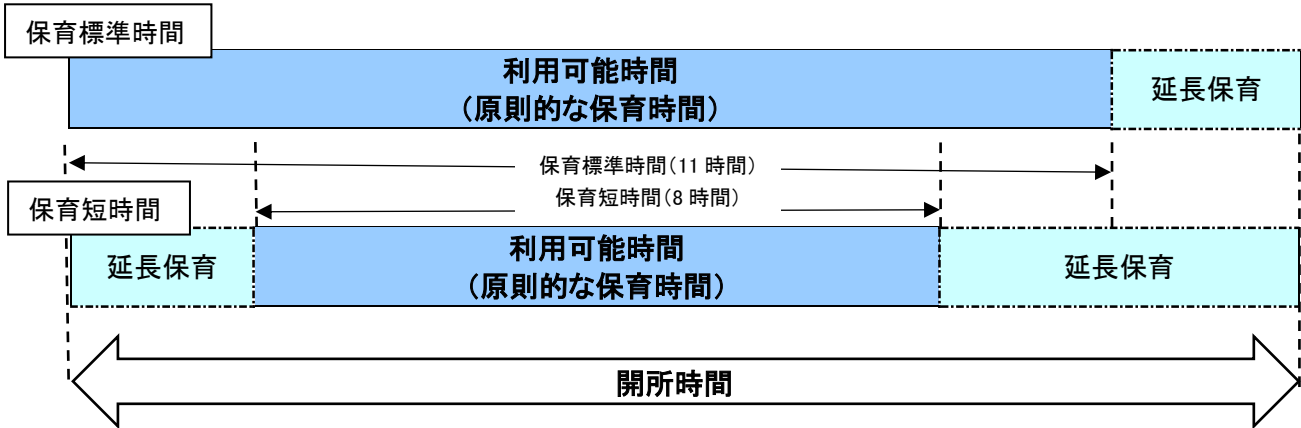 保育標準時間
利用可能時間
(原則的な保育時間)
延長保育
保育標準時間(11 時間)
保育短時間(8 時間)
保育短時間
延長保育
利用可能時間
(原則的な保育時間)
延長保育
開所時間